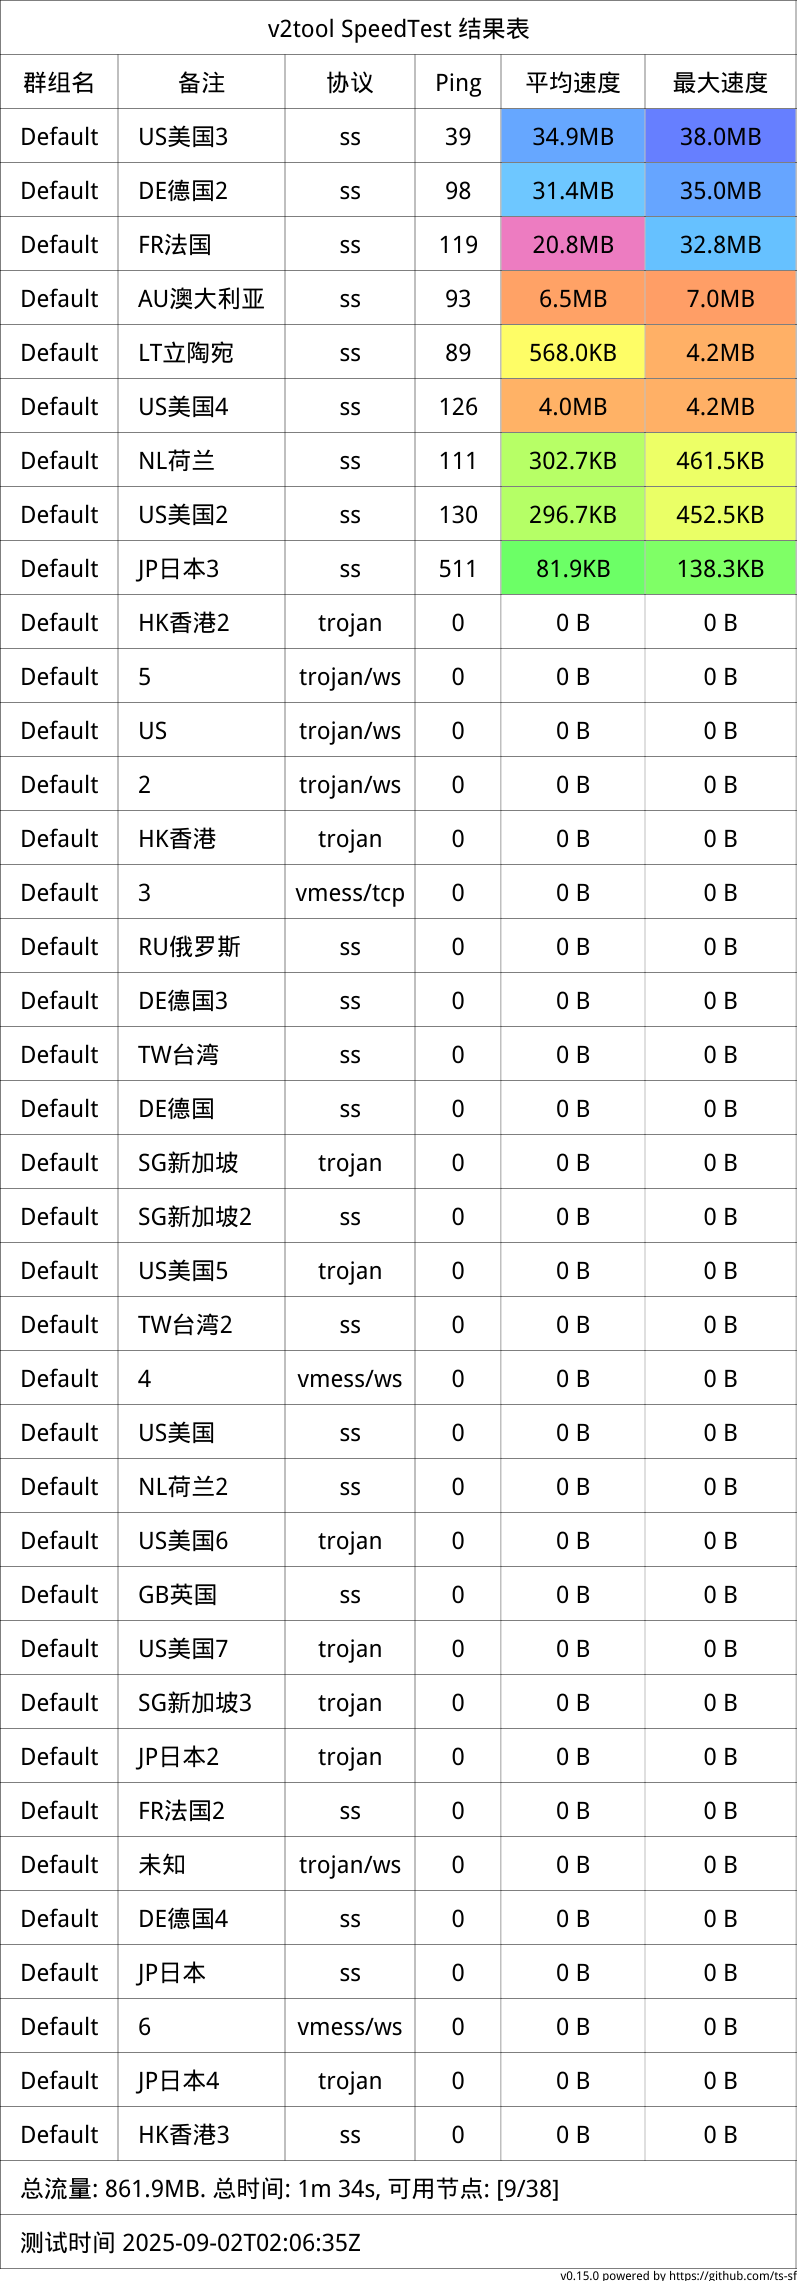 v2tool SpeedTest 结果表
群组名 备注 协议 Ping 平均速度 最大速度
Default US美国3 ss 39 34.9MB 38.0MB
Default DE德国2 ss 98 31.4MB 35.0MB
Default FR法国 ss 119 20.8MB 32.8MB
Default AU澳大利亚 ss 93 6.5MB 7.0MB
Default LT立陶宛 ss 89 568.0KB 4.2MB
Default US美国4 ss 126 4.0MB 4.2MB
Default NL荷兰 ss 111 302.7KB 461.5KB
Default US美国2 ss 130 296.7KB 452.5KB
Default JP日本3 ss 511 81.9KB 138.3KB
Default HK香港2 trojan 0 0 B 0 B
Default 5 trojan/ws 0 0 B 0 B
Default US trojan/ws 0 0 B 0 B
Default 2 trojan/ws 0 0 B 0 B
Default HK香港 trojan 0 0 B 0 B
Default 3 vmess/tcp 0 0 B 0 B
Default RU俄罗斯 ss 0 0 B 0 B
Default DE德国3 ss 0 0 B 0 B
Default TW台湾 ss 0 0 B 0 B
Default DE德国 ss 0 0 B 0 B
Default SG新加坡 trojan 0 0 B 0 B
Default SG新加坡2 ss 0 0 B 0 B
Default US美国5 trojan 0 0 B 0 B
Default TW台湾2 ss 0 0 B 0 B
Default 4 vmess/ws 0 0 B 0 B
Default US美国 ss 0 0 B 0 B
Default NL荷兰2 ss 0 0 B 0 B
Default US美国6 trojan 0 0 B 0 B
Default GB英国 ss 0 0 B 0 B
Default US美国7 trojan 0 0 B 0 B
Default SG新加坡3 trojan 0 0 B 0 B
Default JP日本2 trojan 0 0 B 0 B
Default FR法国2 ss 0 0 B 0 B
Default 未知 trojan/ws 0 0 B 0 B
Default DE德国4 ss 0 0 B 0 B
Default JP日本 ss 0 0 B 0 B
Default 6 vmess/ws 0 0 B 0 B
Default JP日本4 trojan 0 0 B 0 B
Default HK香港3 ss 0 0 B 0 B
总流量: 861.9MB. 总时间: 1m 34s, 可用节点: [9/38]
测试时间 2025-09-02T02:06:35Z
v0.15.0 powered by https://github.com/ts-sf